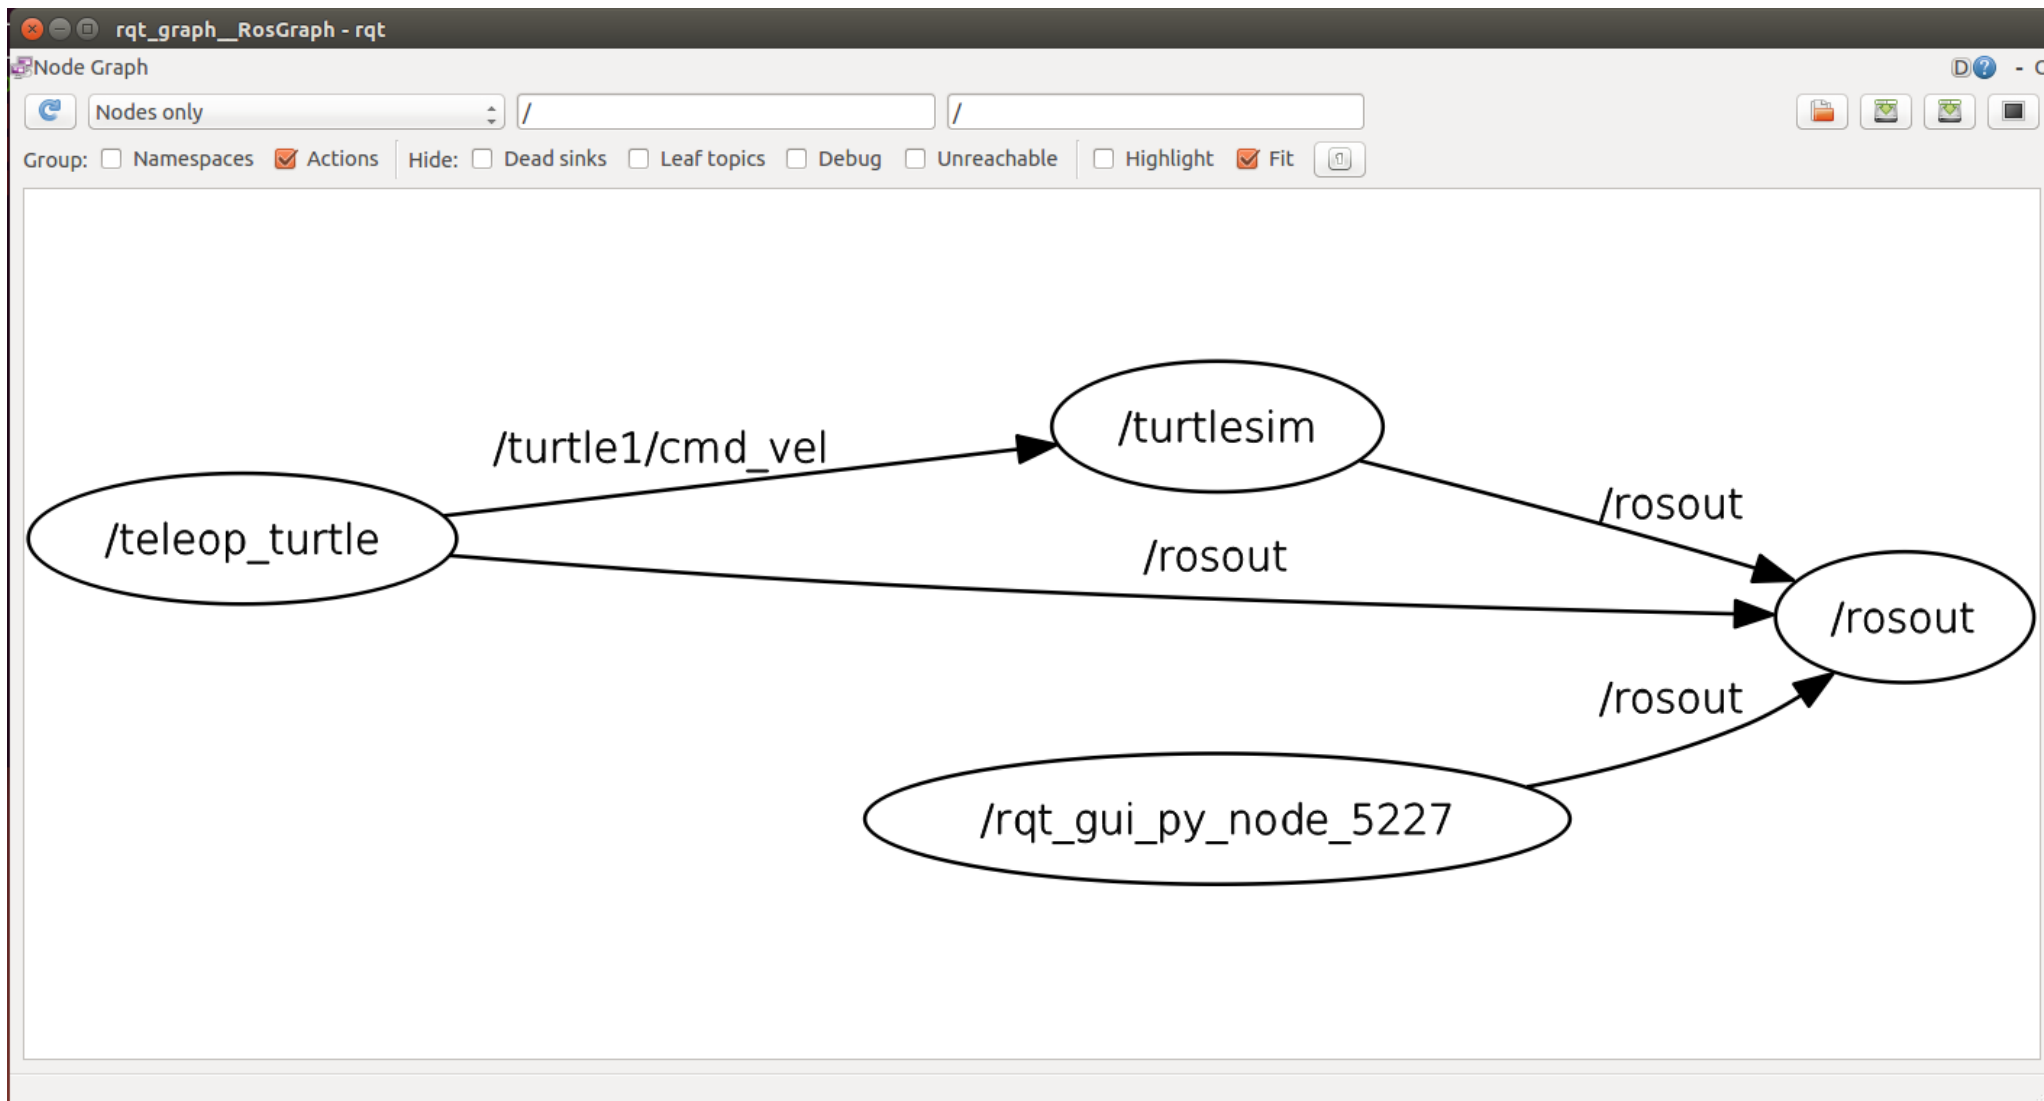 rqt_graph__RosGraph - rqt
Node Graph
D ? - 
Nodes only / /
Group: Namespaces Actions Hide: Dead sinks Leaf topics Debug Unreachable Highlight Fit
/turtlesim
/turtle1/cmd_vel
/rosout
/teleop_turtle
/rosout
/rosout
/rosout
/rqt_gui_py_node_5227